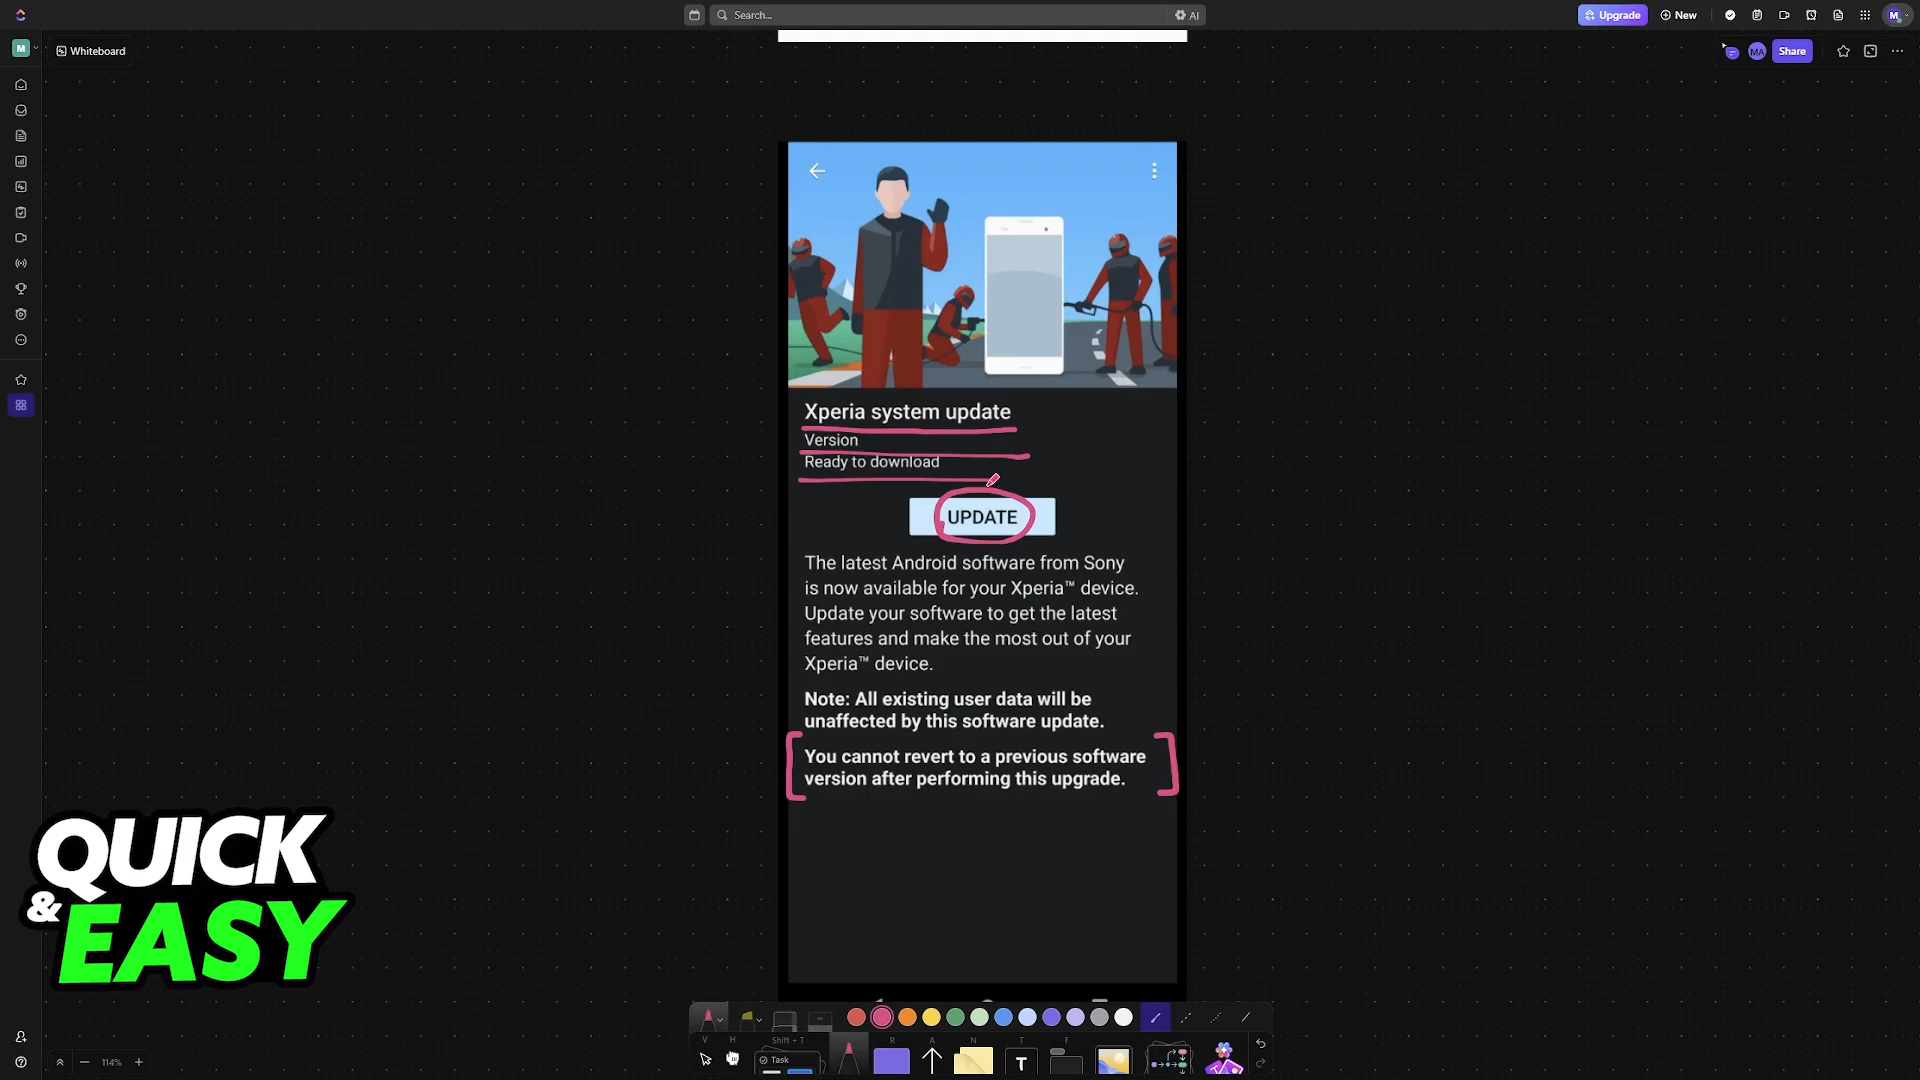 Search...
AI
Upgrade
New
M
M
Whiteboard
MA
Share
Xperia system update
Version
Ready to download
UPDATE
The latest Android software from Sony
is now available for your Xperia™ device.
Update your software to get the latest
features and make the most out of your
Xperia™ device.
Note: All existing user data will be
unaffected by this software update.
You cannot revert to a previous software
version after performing this upgrade.
QUICK
& EASY
V
H
Shift + T
R
A
N
T
F
Task
T
114%